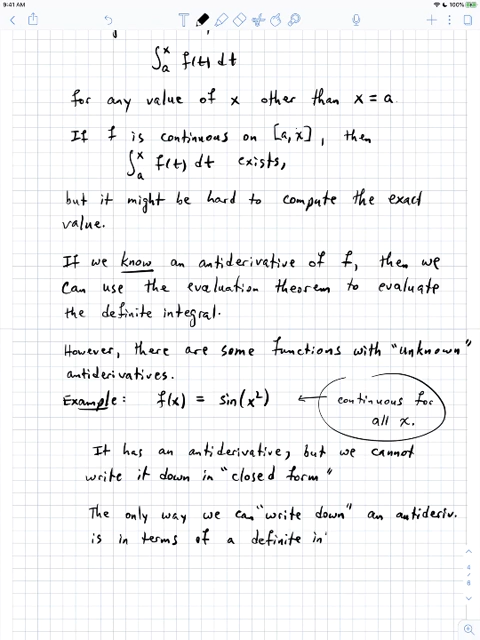 9:41 AM
100%
∫ₐˣ f(t) dt
for any value of x other than x = a
If f is continuous on [a, x], then
∫ₐˣ f(t) dt exists,
but it might be hard to compute the exact
value.
If we know an antiderivative of f, then we
can use the evaluation theorem to evaluate
the definite integral.
However, there are some functions with "unknown"
antiderivatives.
Example: f(x) = sin(x²) ← continuous for
all x.
It has an antiderivative, but we cannot
write it down in "closed form"
The only way we can "write down" an antideriv.
is in terms of a definite in